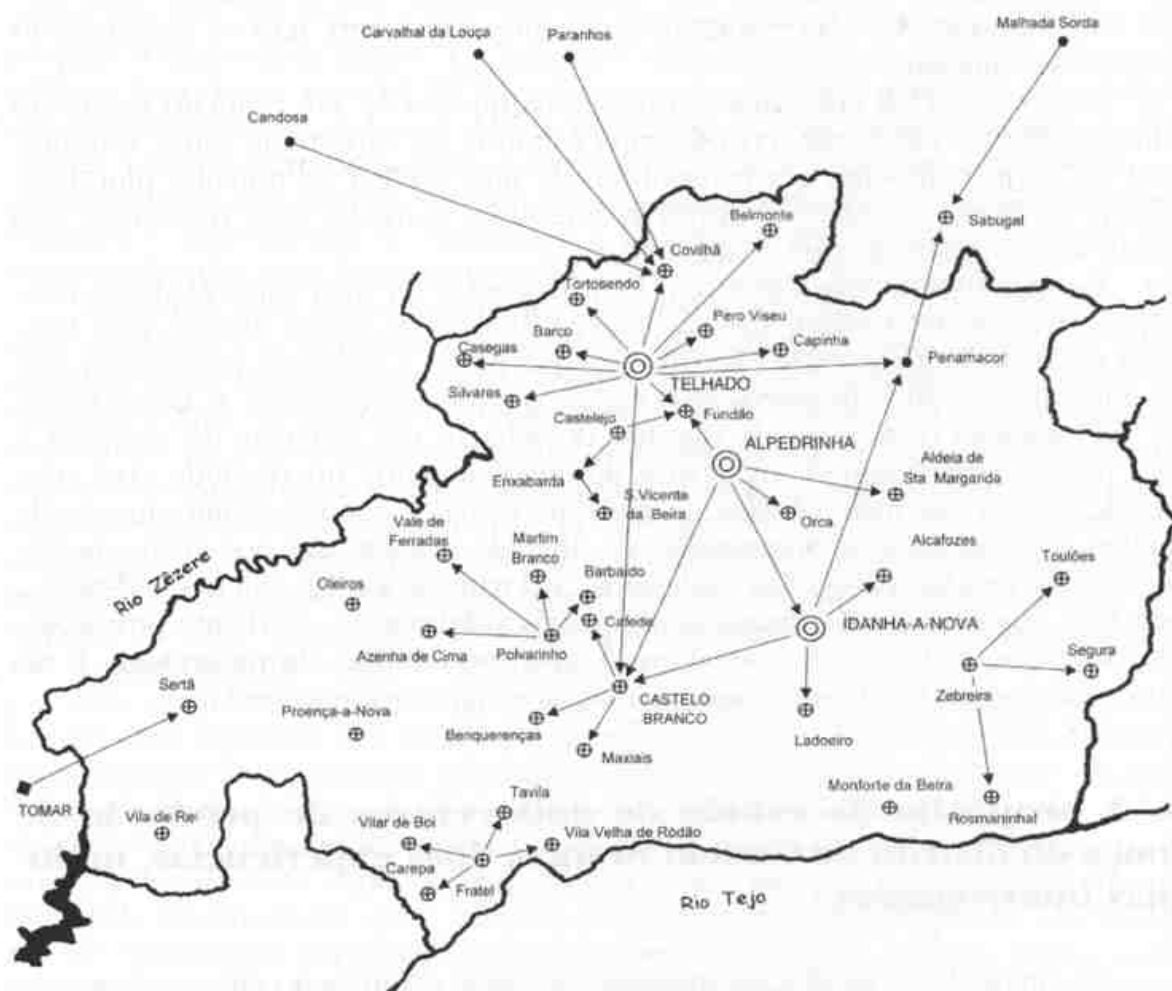 Carvalhal da Louça
Paranhos
Malhada Sorda
Candosa
Belmonte
Sabugal
Covilhã
Tortosendo
Pero Viseu
Barco
Capinha
Casegas
Penamacor
TELHADO
Silvares
Fundão
Castelejo
ALPEDRINHA
Aldeia de
Sta Margarida
Enxabarda
S.Vicente
da Beira
Orca
Vale de
Ferradas
Martim
Branco
Alcafozes
Toulões
Rio Zêzere
Oleiros
Barbaído
Cafede
IDANHA-A-NOVA
Azenha de Cima
Polvarinho
Segura
Sertã
Zebreira
CASTELO
BRANCO
Proença-a-Nova
Benquerenças
Ladoeiro
Maxiais
TOMAR
Tavila
Monforte da Beira
Rosmaninhal
Vila de Rei
Vilar de Boi
Vila Velha de Ródão
Carepa
Fratel
Rio Tejo